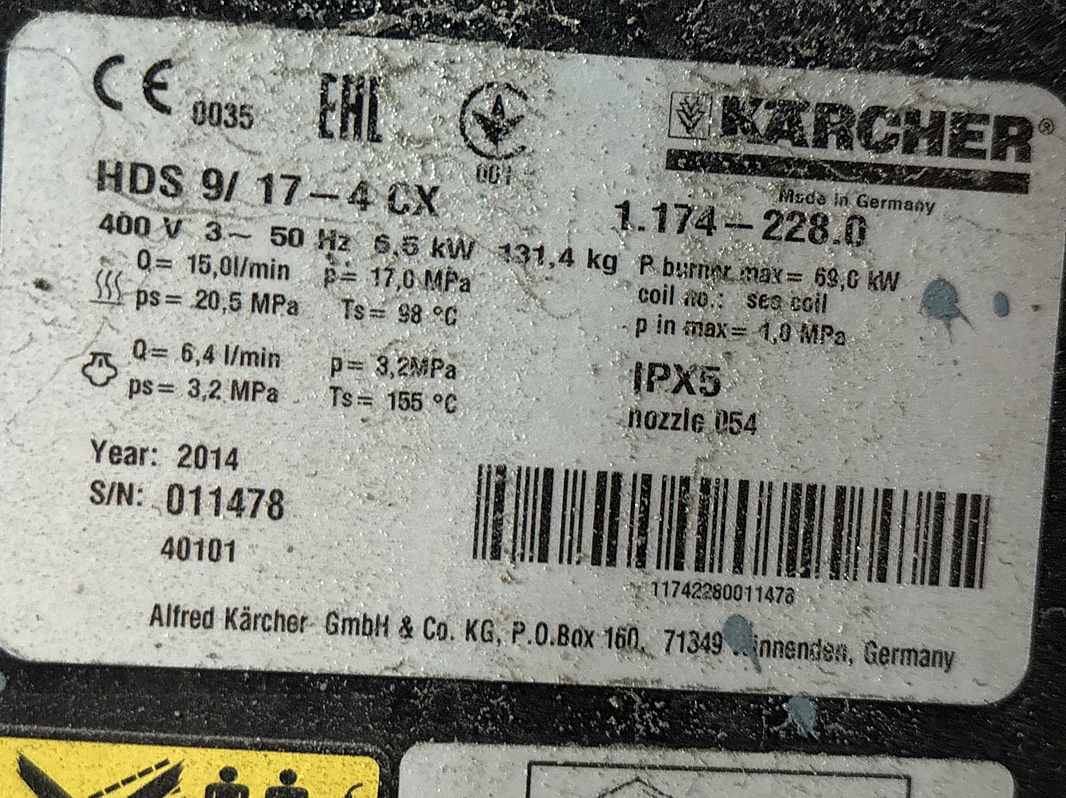 CE 0035 EAC 001 KÄRCHER®
Made in Germany
HDS 9/ 17-4 CX 1.174-228.0
400 V 3~ 50 Hz 6,5 kW 131,4 kg P burner max= 69,0 kW
Q= 15,0l/min p= 17,0 MPa coil no.: see coil
ps= 20,5 MPa Ts= 98 °C p in max= 1,0 MPa
Q= 6,4 l/min p= 3,2MPa IPX5
ps= 3,2 MPa Ts= 155 °C nozzle 054
Year: 2014
S/N: 011478
40101
11742280011478
Alfred Kärcher GmbH & Co. KG, P.O.Box 160, 71349 Winnenden, Germany